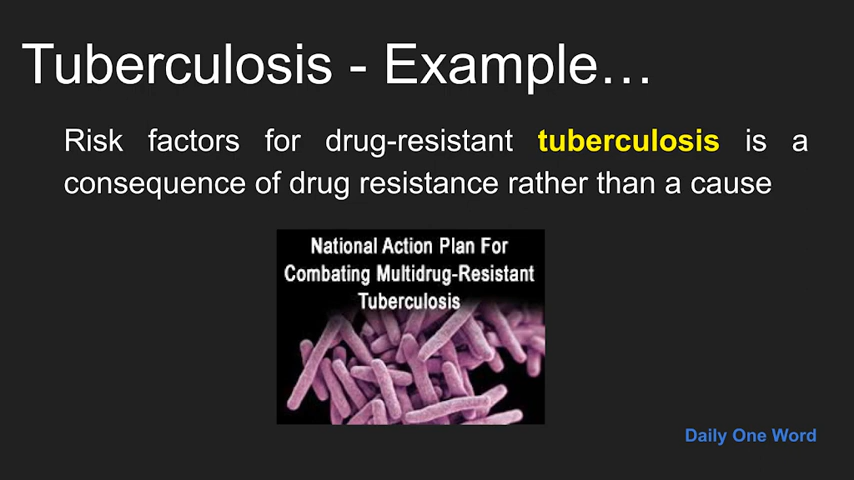 Tuberculosis - Example…
Risk factors for drug-resistant tuberculosis is a
consequence of drug resistance rather than a cause
National Action Plan For
Combating Multidrug-Resistant
Tuberculosis
Daily One Word